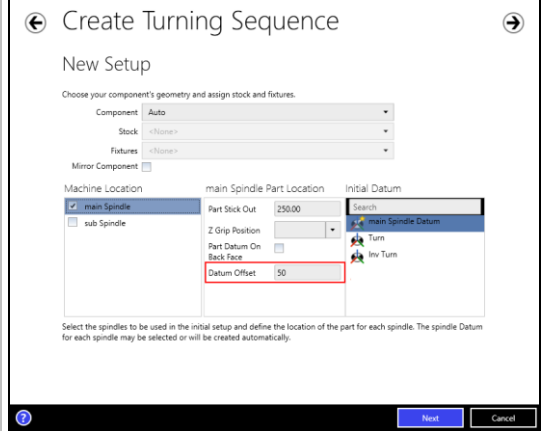 Create Turning Sequence
New Setup
Choose your component's geometry and assign stock and fixtures.
Component Auto
Stock <None>
Fixtures <None>
Mirror Component
Machine Location
main Spindle
sub Spindle
main Spindle Part Location
Part Stick Out 250.00
Z Grip Position
Part Datum On
Back Face
Datum Offset 50
Initial Datum
Search
main Spindle Datum
Turn
Inv Turn
Select the spindles to be used in the initial setup and define the location of the part for each spindle. The spindle Datum
for each spindle may be selected or will be created automatically.
?
Next Cancel